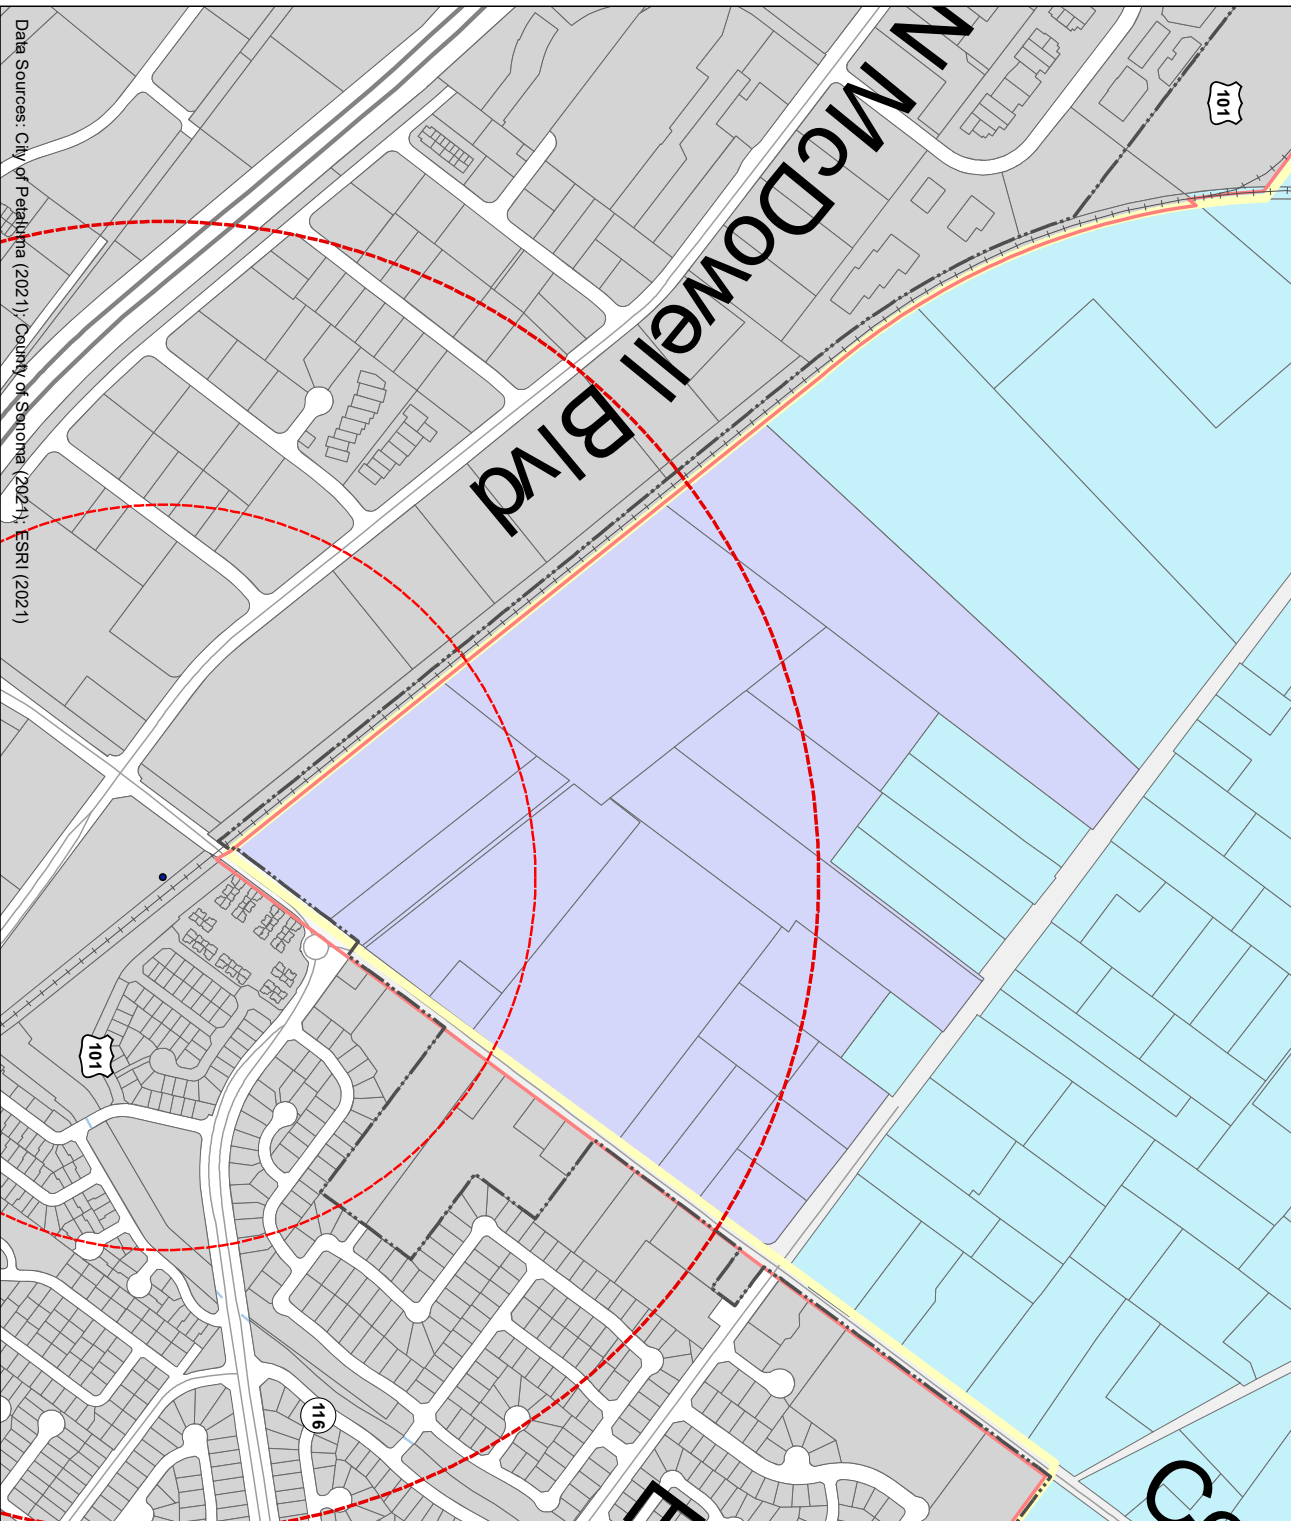 101
N McDowell Blvd
101
116
Data Sources: City of Petaluma (2021); County of Sonoma (2021); ESRI (2021)